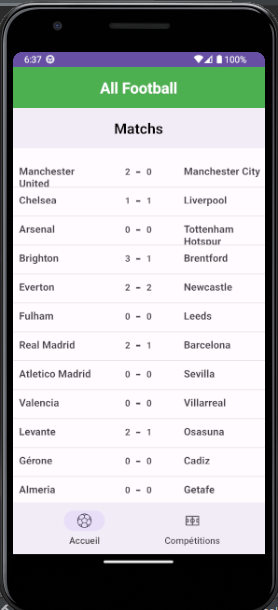 6:37 100%
All Football
Matchs
Manchester United 2 - 0 Manchester City
Chelsea 1 - 1 Liverpool
Arsenal 0 - 0 Tottenham Hotspur
Brighton 3 - 1 Brentford
Everton 2 - 2 Newcastle
Fulham 0 - 0 Leeds
Real Madrid 2 - 1 Barcelona
Atletico Madrid 0 - 0 Sevilla
Valencia 0 - 0 Villarreal
Levante 2 - 1 Osasuna
Gérone 0 - 0 Cadiz
Almeria 0 - 0 Getafe
Accueil Compétitions